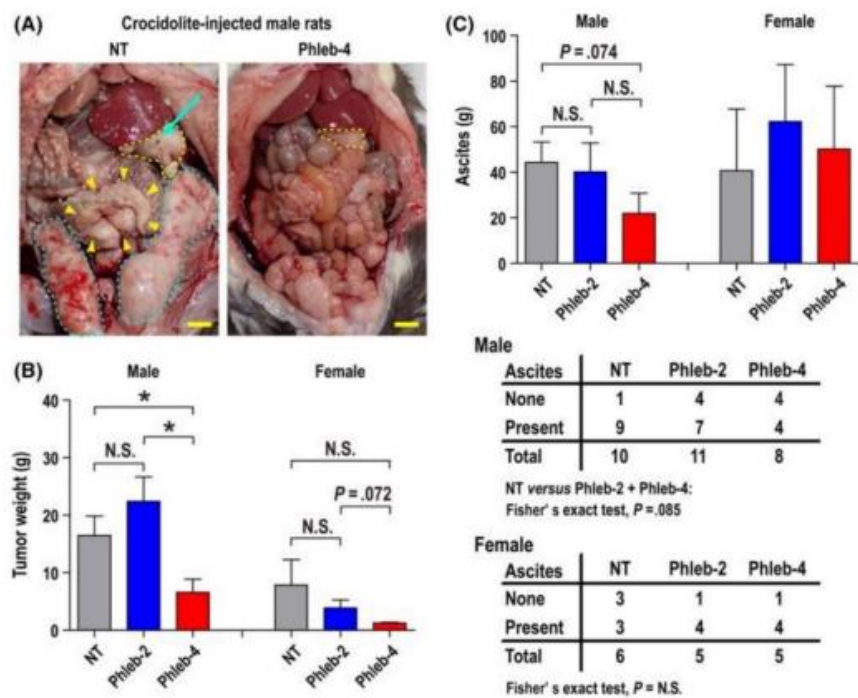 (A)
Crocidolite-injected male rats
NT Phleb-4
(B)
Male Female
Tumor weight (g)
40
30
20
10
0
*
*
N.S.
N.S.
P = .072
N.S.
NT Phleb-2 Phleb-4 NT Phleb-2 Phleb-4
(C)
Male Female
Ascites (g)
100
80
60
40
20
0
P = .074
N.S.
N.S.
NT Phleb-2 Phleb-4 NT Phleb-2 Phleb-4
Male
Ascites NT Phleb-2 Phleb-4
None 1 4 4
Present 9 7 4
Total 10 11 8
NT versus Phleb-2 + Phleb-4:
Fisher' s exact test, P = .085
Female
Ascites NT Phleb-2 Phleb-4
None 3 1 1
Present 3 4 4
Total 6 5 5
Fisher' s exact test, P = N.S.